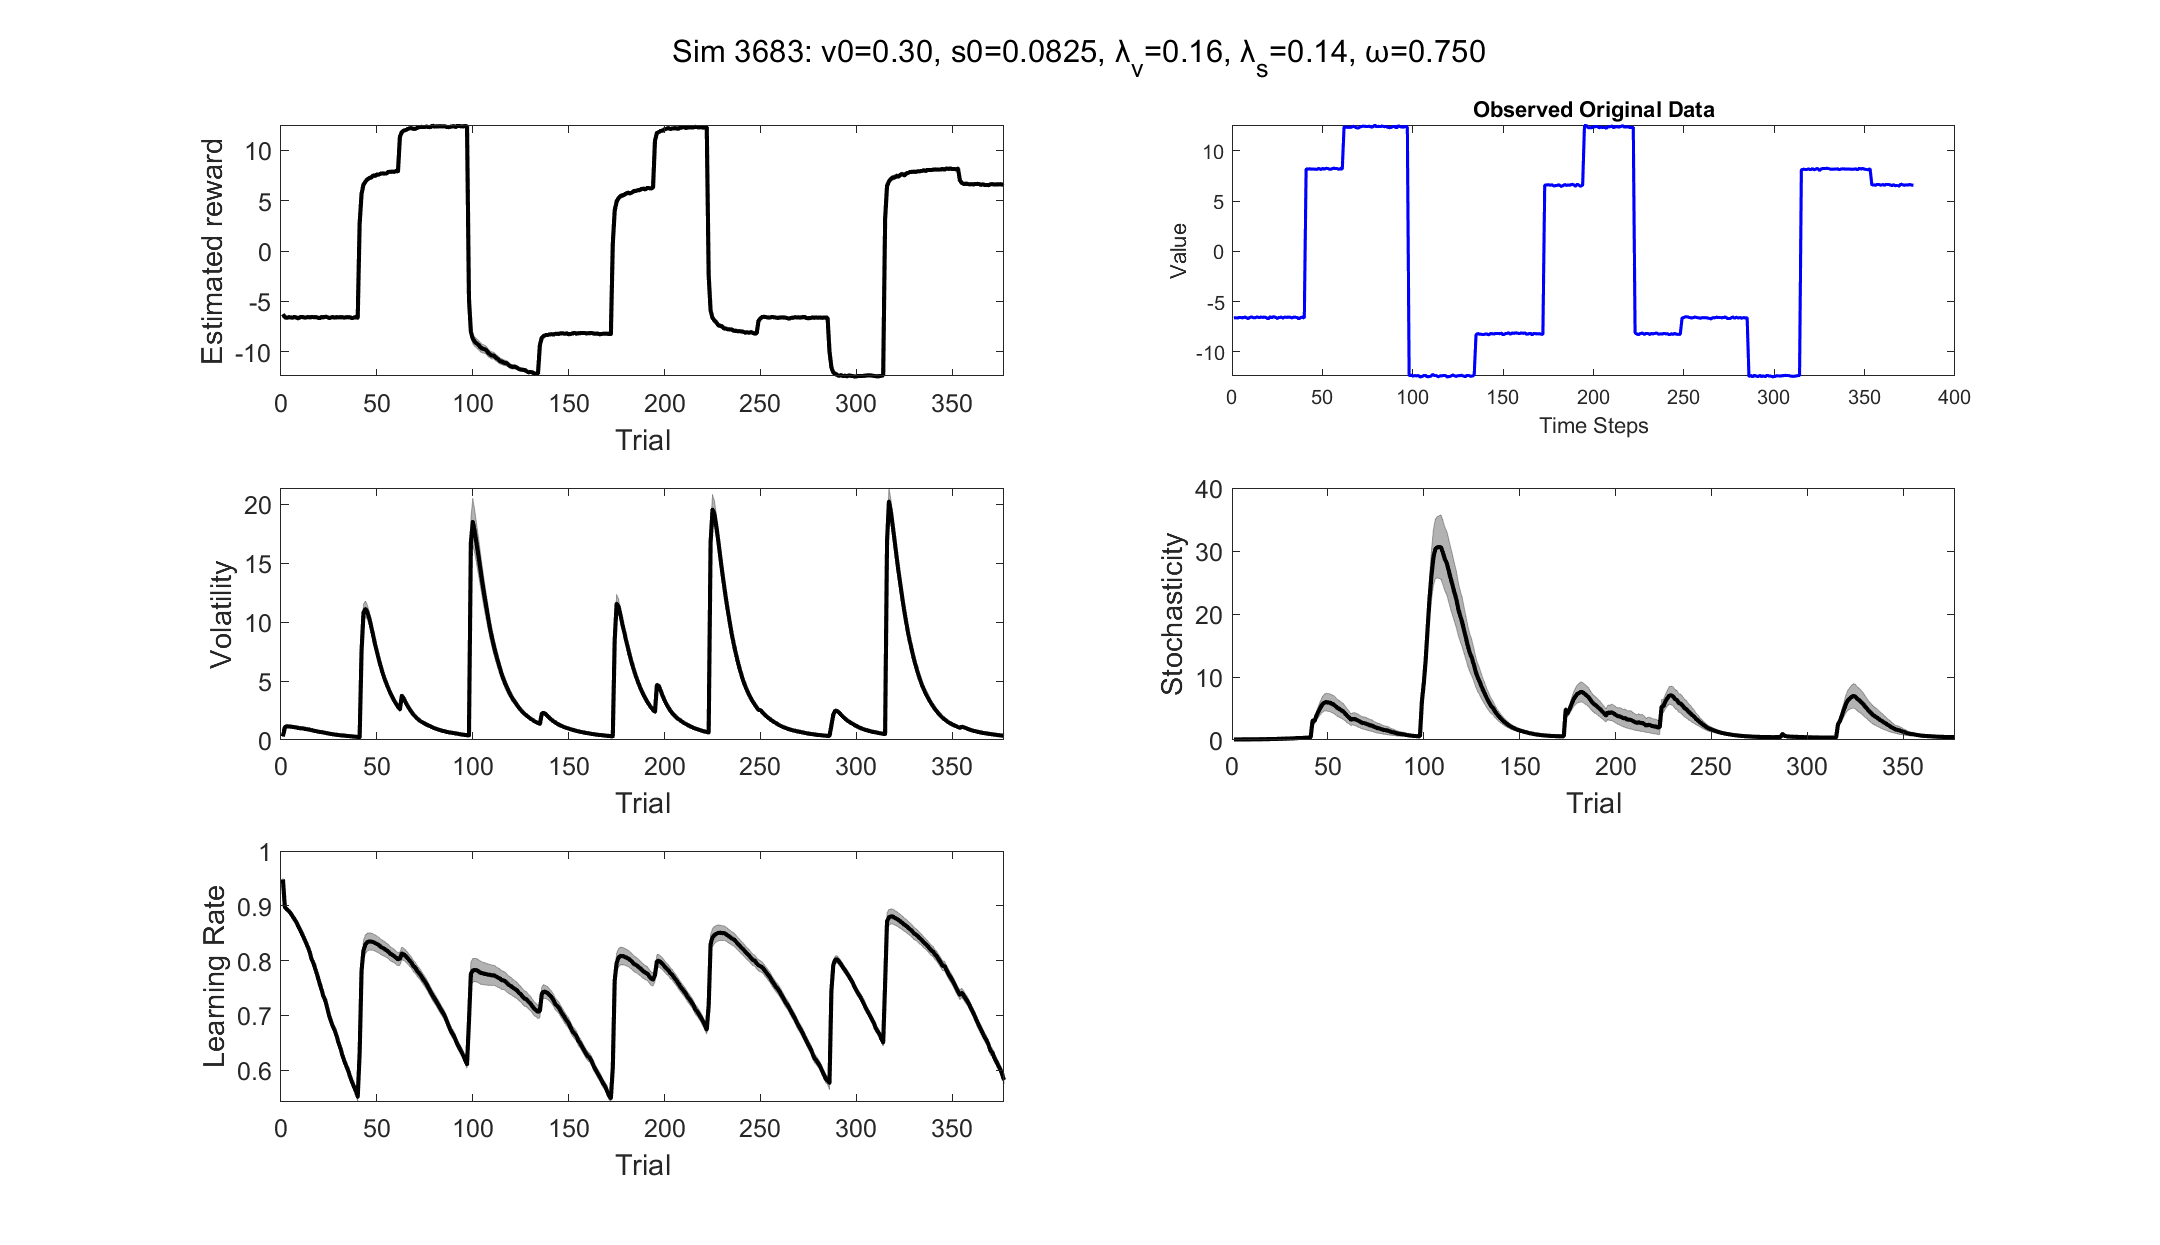 Sim 3683: v0=0.30, s0=0.0825, λ_v=0.16, λ_s=0.14, ω=0.750
Estimated reward
10
5
0
-5
-10
0 50 100 150 200 250 300 350
Trial
Observed Original Data
Value
10
5
0
-5
-10
0 50 100 150 200 250 300 350 400
Time Steps
Volatility
20
15
10
5
0
0 50 100 150 200 250 300 350
Trial
Stochasticity
40
30
20
10
0
0 50 100 150 200 250 300 350
Trial
Learning Rate
1
0.9
0.8
0.7
0.6
0 50 100 150 200 250 300 350
Trial